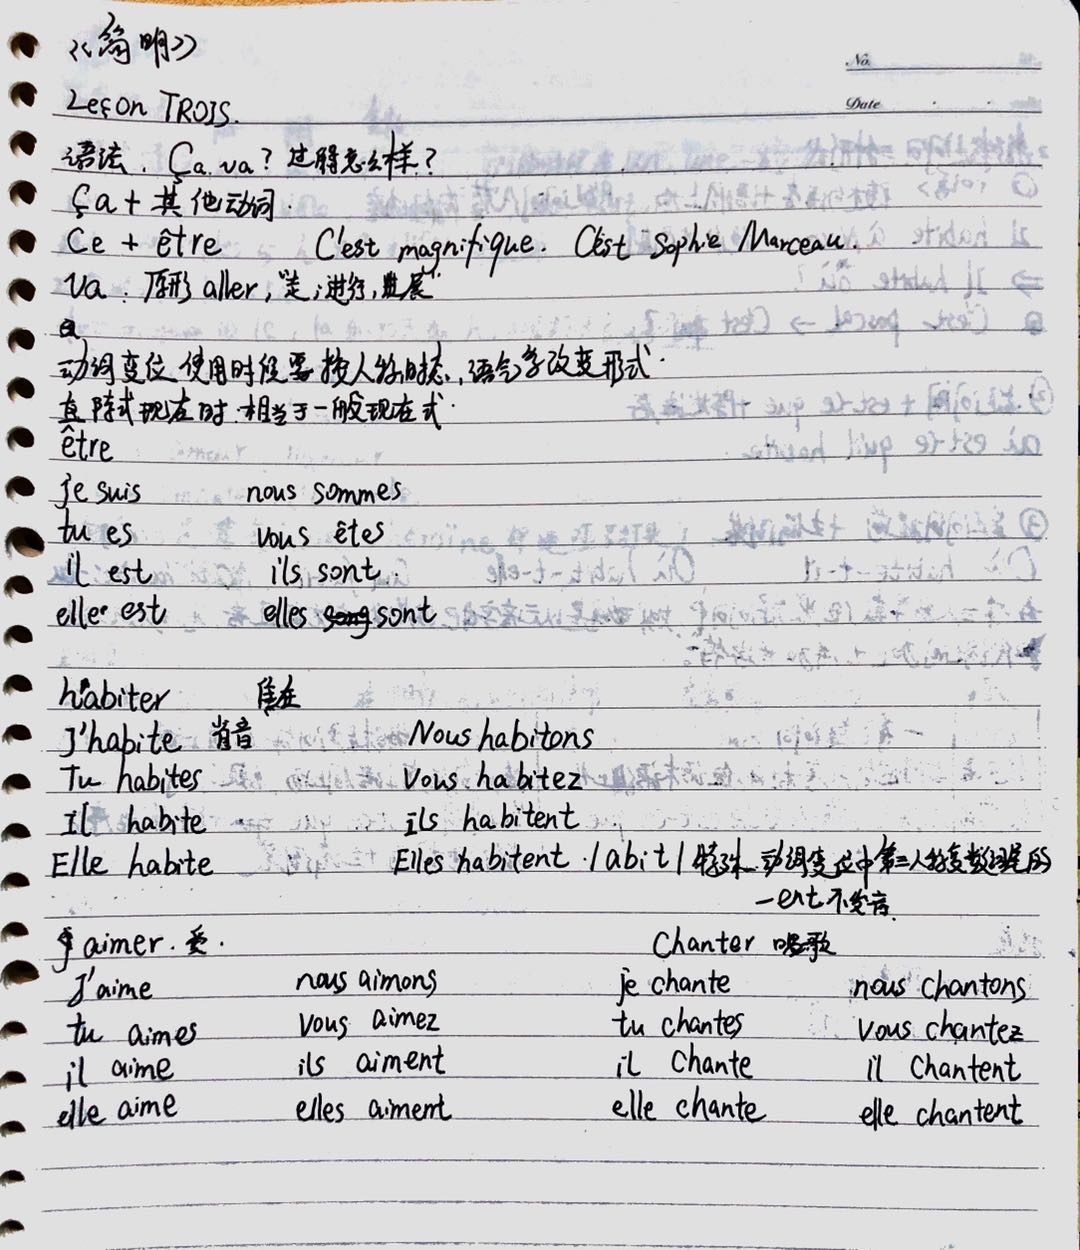 《简明》
No.
Leçon TROIS.
Date
语法. Ça va? 过得怎么样?
Ça + 其他动词.
Ce + être C'est magnifique. C'est Sophie Marceau.
Va: 原形 aller, "走, 进行, 进展"
动词变位 使用时候要按人称,时态,语气等改变形式.
直陈式现在时.相当于一般现在式.
être
je suis nous sommes
tu es vous êtes
il est ils sont.
elle est elles song sont
habiter 住在
J'habite 省音 Nous habitons
Tu habites Vous habitez
Il habite ils habitent
Elle habite Elles habitent /abit/ 特殊 动词变位中第三人称复数词尾的
-ent 不发音.
aimer. 爱. Chanter 唱歌
J'aime nous aimons je chante nous chantons
tu aimes vous aimez tu chantes vous chantez
il aime ils aiment il Chante il Chantent
elle aime elles aiment elle chante elle chantent